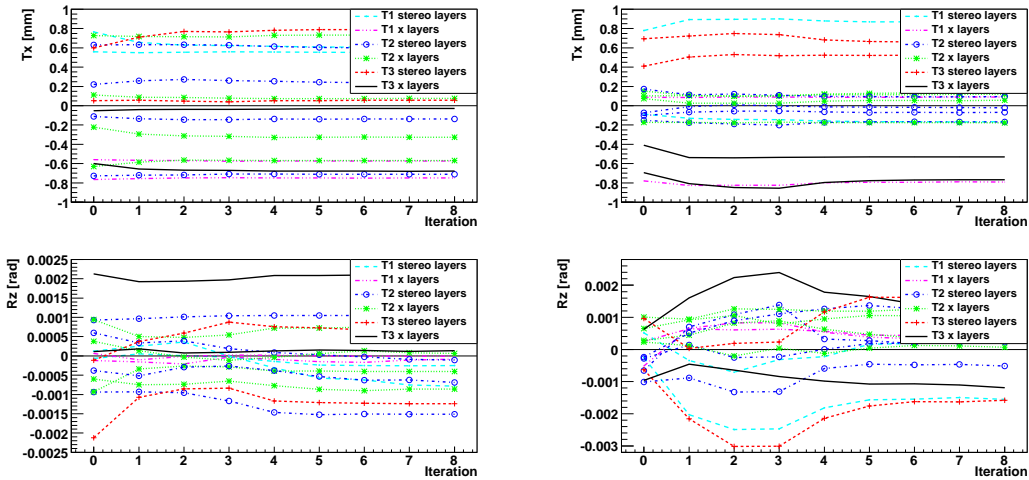 Tx [mm]
1
0.8
0.6
0.4
0.2
0
-0.2
-0.4
-0.6
-0.8
-1
0 1 2 3 4 5 6 7 8
Iteration
T1 stereo layers
T1 x layers
T2 stereo layers
T2 x layers
T3 stereo layers
T3 x layers
Tx [mm]
1
0.8
0.6
0.4
0.2
0
-0.2
-0.4
-0.6
-0.8
-1
0 1 2 3 4 5 6 7 8
Iteration
T1 stereo layers
T1 x layers
T2 stereo layers
T2 x layers
T3 stereo layers
T3 x layers
Rz [rad]
0.0025
0.002
0.0015
0.001
0.0005
0
-0.0005
-0.001
-0.0015
-0.002
0.0025
0 1 2 3 4 5 6 7 8
Iteration
T1 stereo layers
T1 x layers
T2 stereo layers
T2 x layers
T3 stereo layers
T3 x layers
Rz [rad]
0.002
0.001
0
-0.001
-0.002
-0.003
0 1 2 3 4 5 6 7 8
Iteration
T1 stereo layers
T1 x layers
T2 stereo layers
T2 x layers
T3 stereo layers
T3 x layers